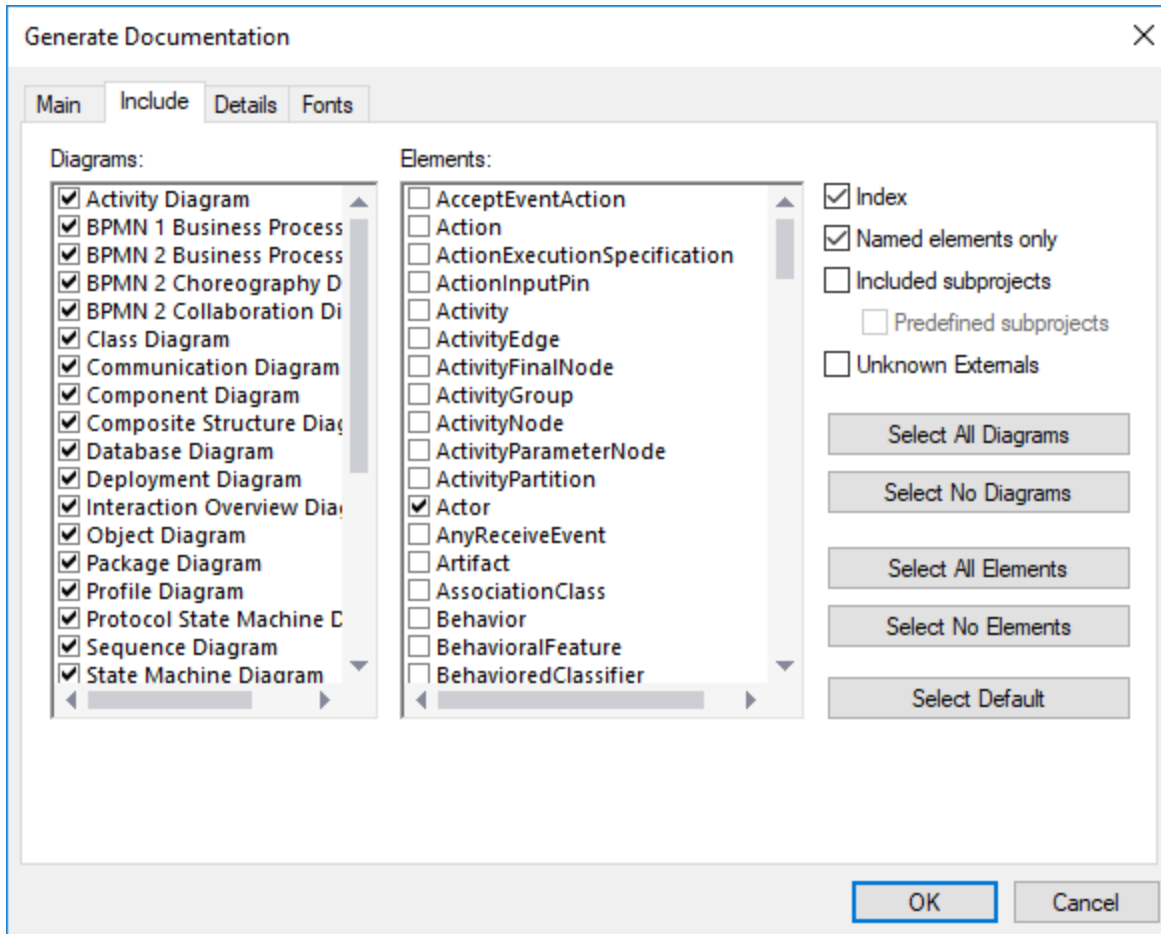 Generate Documentation
Main Include Details Fonts
Diagrams:
Activity Diagram
BPMN 1 Business Process
BPMN 2 Business Process
BPMN 2 Choreography D
BPMN 2 Collaboration Di
Class Diagram
Communication Diagram
Component Diagram
Composite Structure Diag
Database Diagram
Deployment Diagram
Interaction Overview Diag
Object Diagram
Package Diagram
Profile Diagram
Protocol State Machine D
Sequence Diagram
State Machine Diagram
Elements:
AcceptEventAction
Action
ActionExecutionSpecification
ActionInputPin
Activity
ActivityEdge
ActivityFinalNode
ActivityGroup
ActivityNode
ActivityParameterNode
ActivityPartition
Actor
AnyReceiveEvent
Artifact
AssociationClass
Behavior
BehavioralFeature
BehavioredClassifier
Index
Named elements only
Included subprojects
Predefined subprojects
Unknown Externals
Select All Diagrams
Select No Diagrams
Select All Elements
Select No Elements
Select Default
OK Cancel